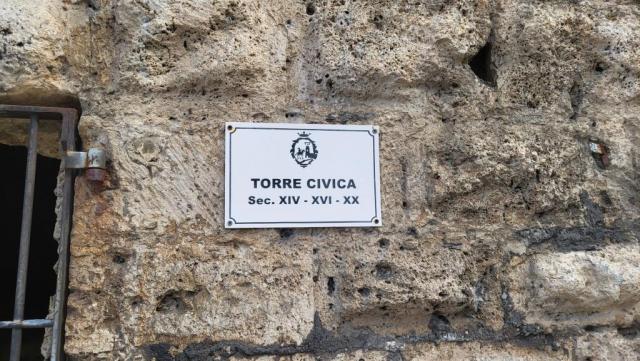 TORRE CIVICA
Sec. XIV - XVI - XX